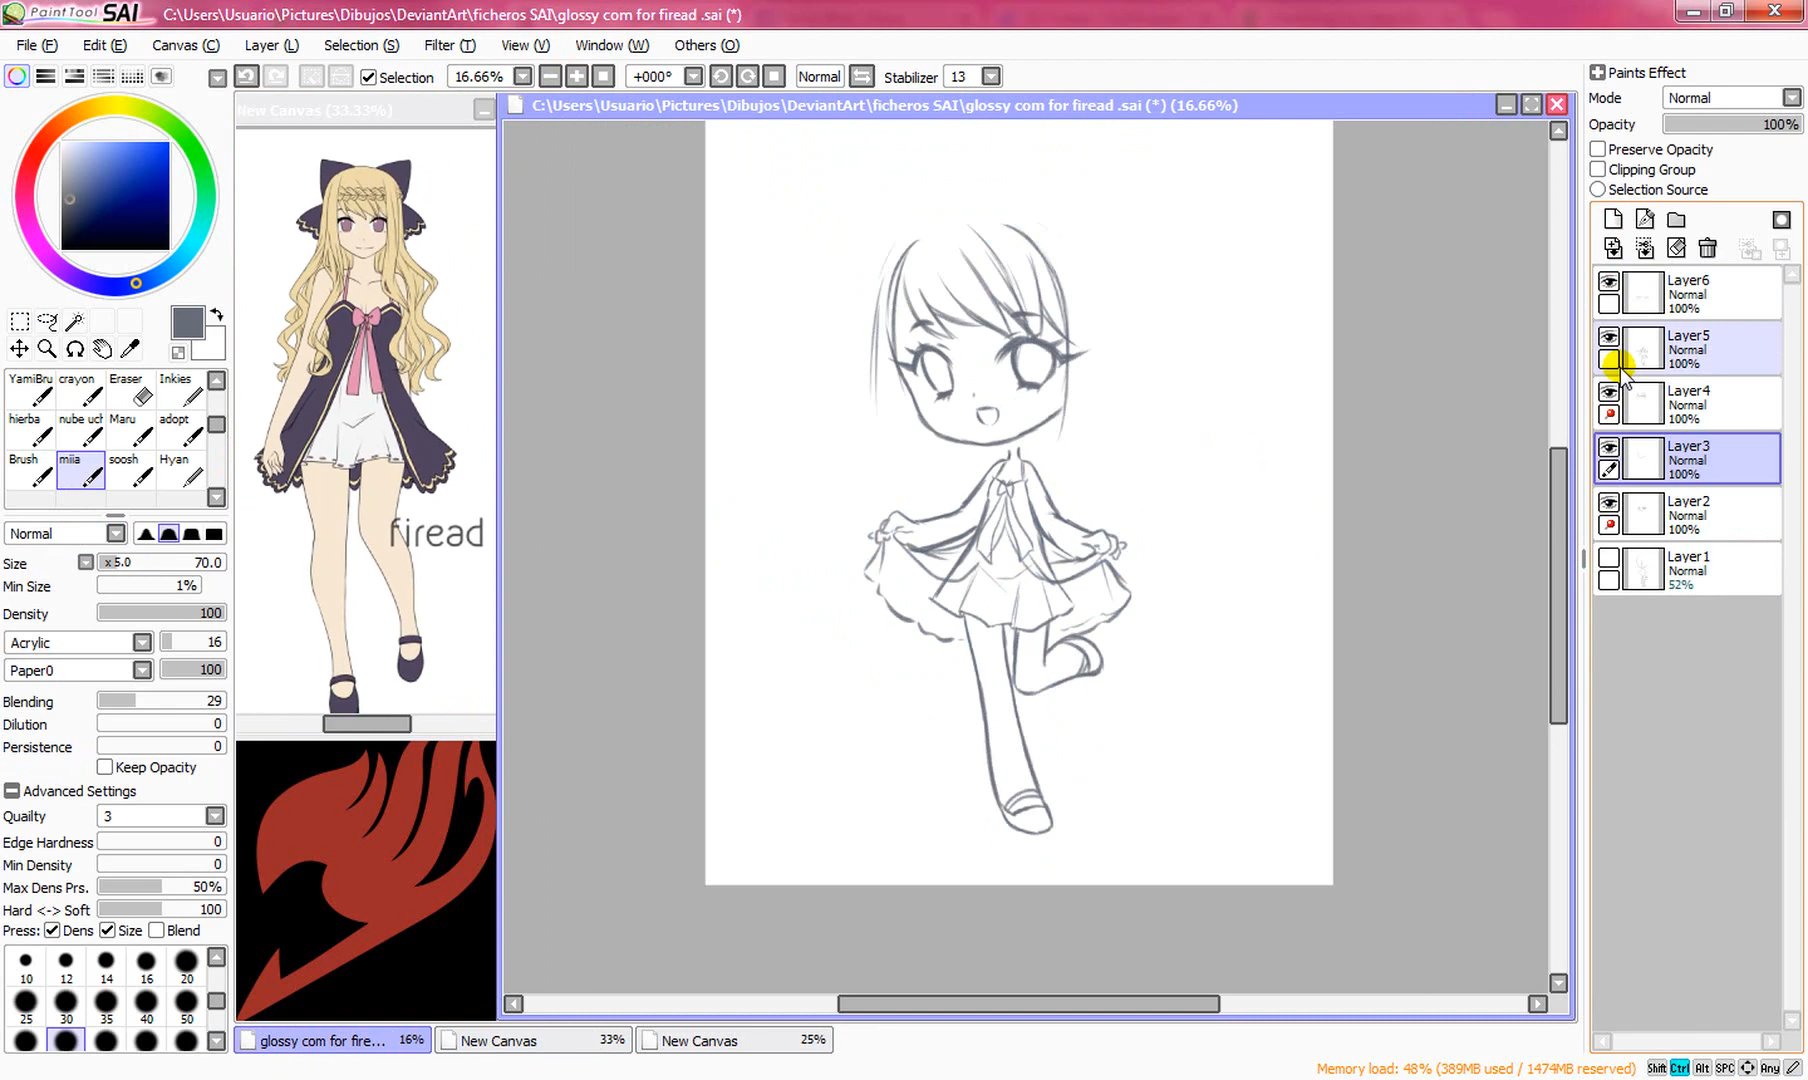 PaintTool SAI C:\Users\Usuario\Pictures\Dibujos\DeviantArt\ficheros SAI\glossy com for firead .sai (*)
File (F) Edit (E) Canvas (C) Layer (L) Selection (S) Filter (T) View (V) Window (W) Others (O)
Selection 16.66% +000° Normal Stabilizer 13
New Canvas (33.33%)
C:\Users\Usuario\Pictures\Dibujos\DeviantArt\ficheros SAI\glossy com for firead .sai (*) (16.66%)
firead
YamiBru crayon Eraser Inkies
hierba nube uch Maru adopt
Brush miia soosh Hyan
Normal
Size x5.0 70.0
Min Size 1%
Density 100
Acrylic 16
Paper0 100
Blending 29
Dilution 0
Persistence 0
Keep Opacity
Advanced Settings
Quailty 3
Edge Hardness 0
Min Density 0
Max Dens Prs. 50%
Hard <-> Soft 100
Press: Dens Size Blend
10 12 14 16 20
25 30 35 40 50
Paints Effect
Mode Normal
Opacity 100%
Preserve Opacity
Clipping Group
Selection Source
Layer6
Normal
100%
Layer5
Normal
100%
Layer4
Normal
100%
Layer3
Normal
100%
Layer2
Normal
100%
Layer1
Normal
52%
glossy com for fire... 16% New Canvas 33% New Canvas 25%
Memory load: 48% (389MB used / 1474MB reserved) Shift Ctrl Alt SPC Any